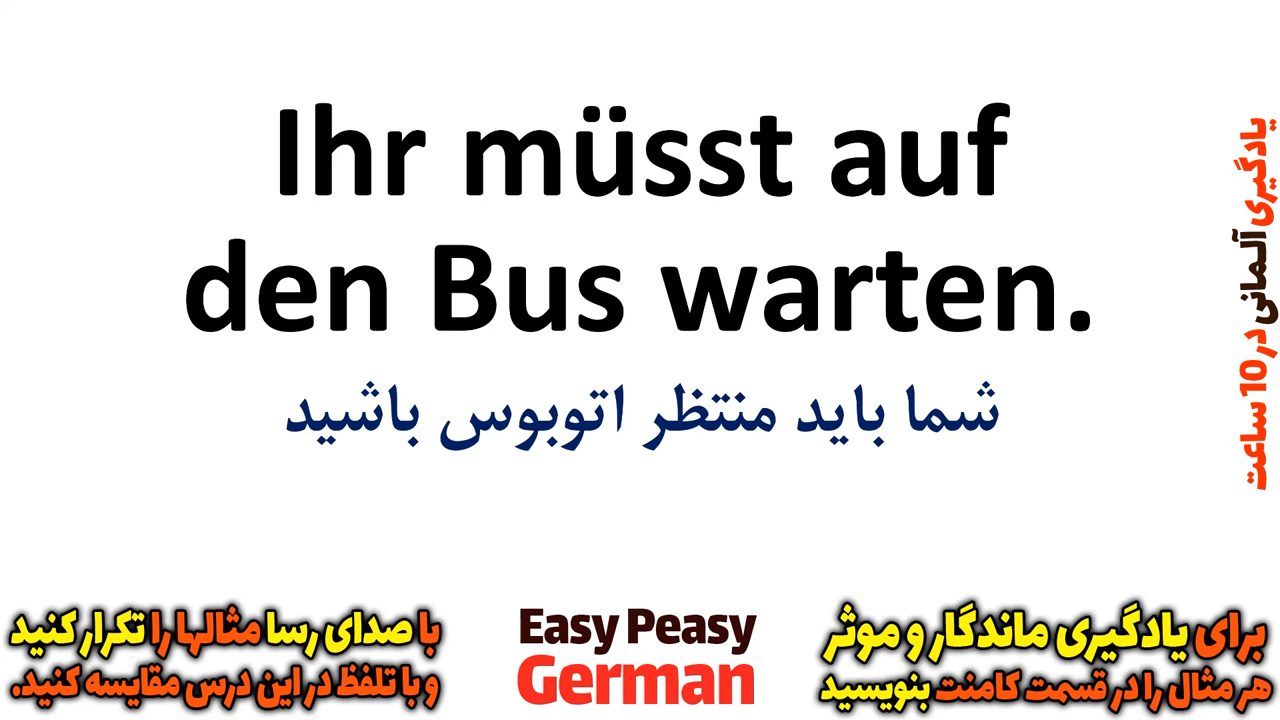 Ihr müsst auf
den Bus warten.
شما باید منتظر اتوبوس باشید
یادگیری آلمانی در 10 ساعت
برای یادگیری ماندگار و موثر
هر مثال را در قسمت کامنت بنویسید
Easy Peasy
German
با صدای رسا مثالها را تکرار کنید
و با تلفظ در این درس مقایسه کنید.